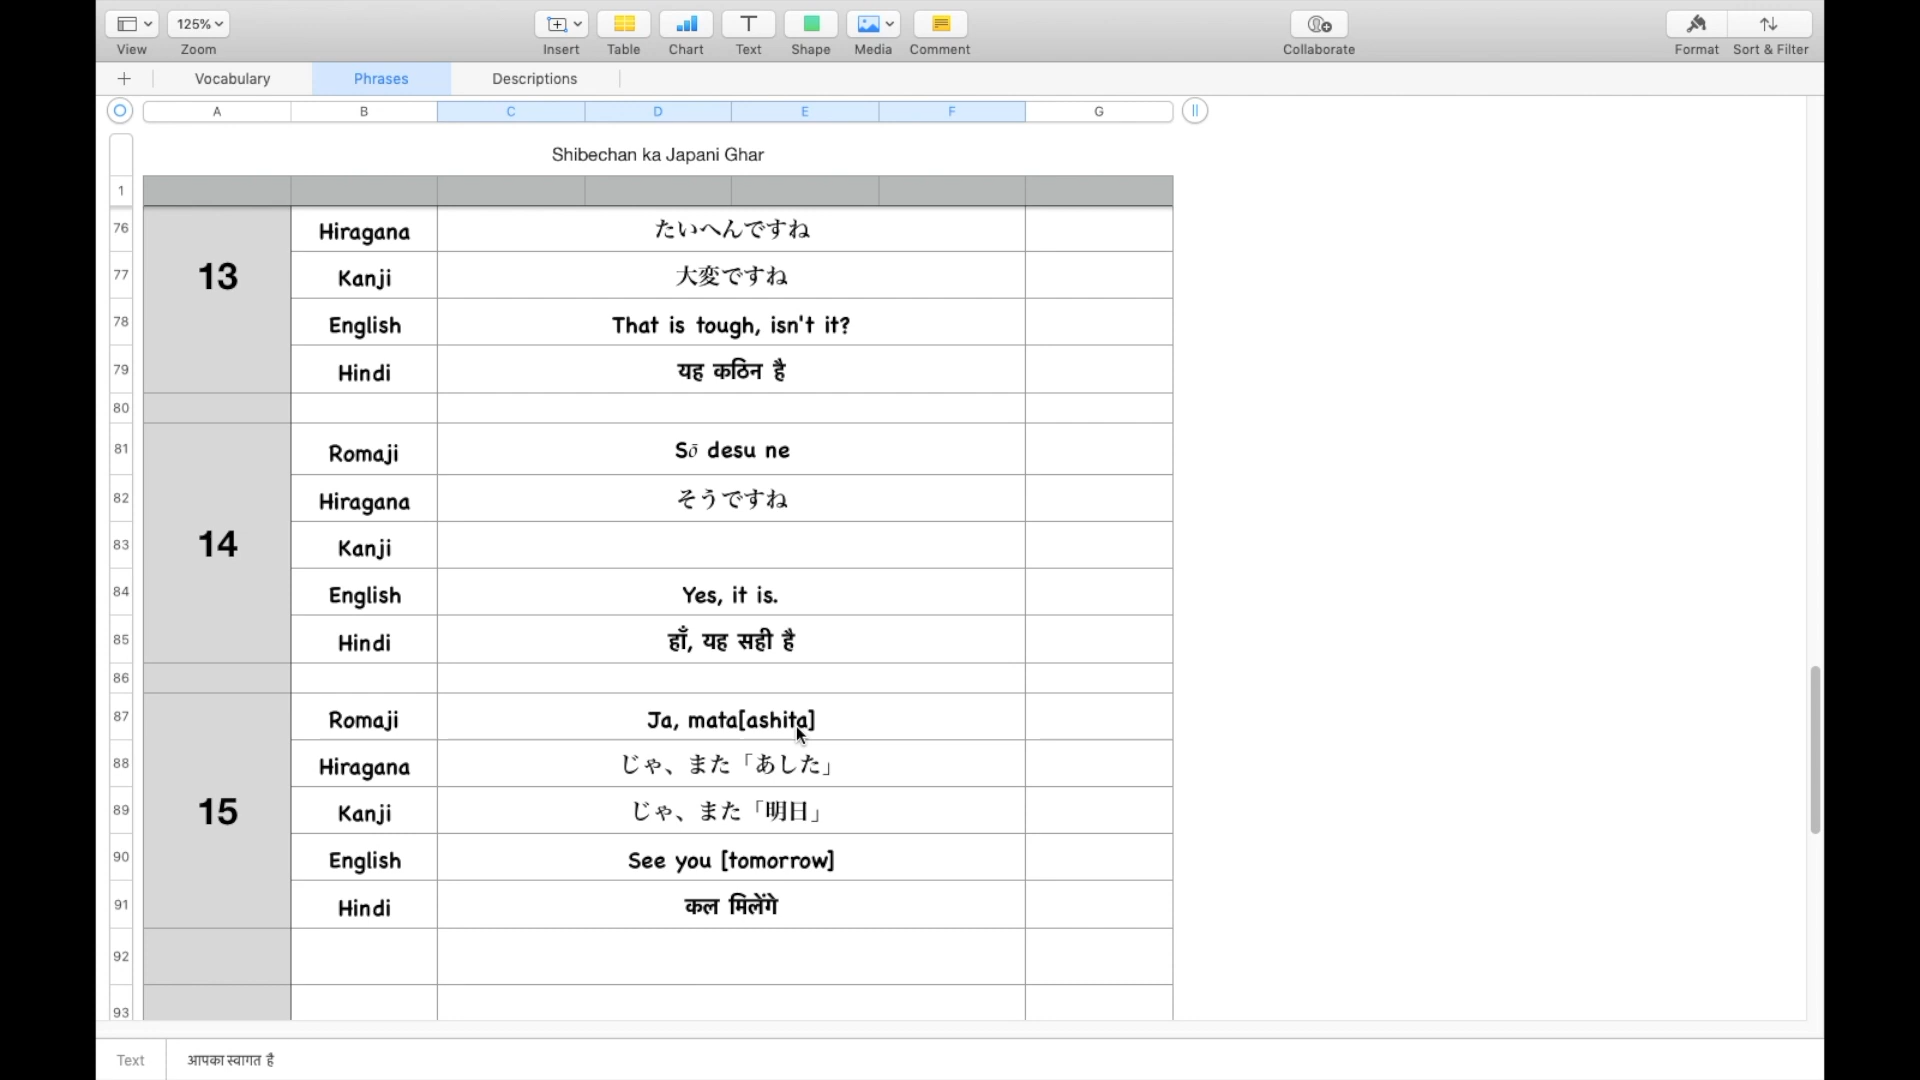 125%
View Zoom Insert Table Chart Text Shape Media Comment Collaborate Format Sort & Filter
Vocabulary Phrases Descriptions
A B C D E F G
Shibechan ka Japani Ghar
1
76 Hiragana たいへんですね
13
77 Kanji 大変ですね
78 English That is tough, isn't it?
79 Hindi यह कठिन है
80
81 Romaji Sō desu ne
82 Hiragana そうですね
14
83 Kanji
84 English Yes, it is.
85 Hindi हाँ, यह सही है
86
87 Romaji Ja, mata[ashita]
88 Hiragana じゃ、また「あした」
15
89 Kanji じゃ、また「明日」
90 English See you [tomorrow]
91 Hindi कल मिलेंगे
92
93
Text आपका स्वागत है